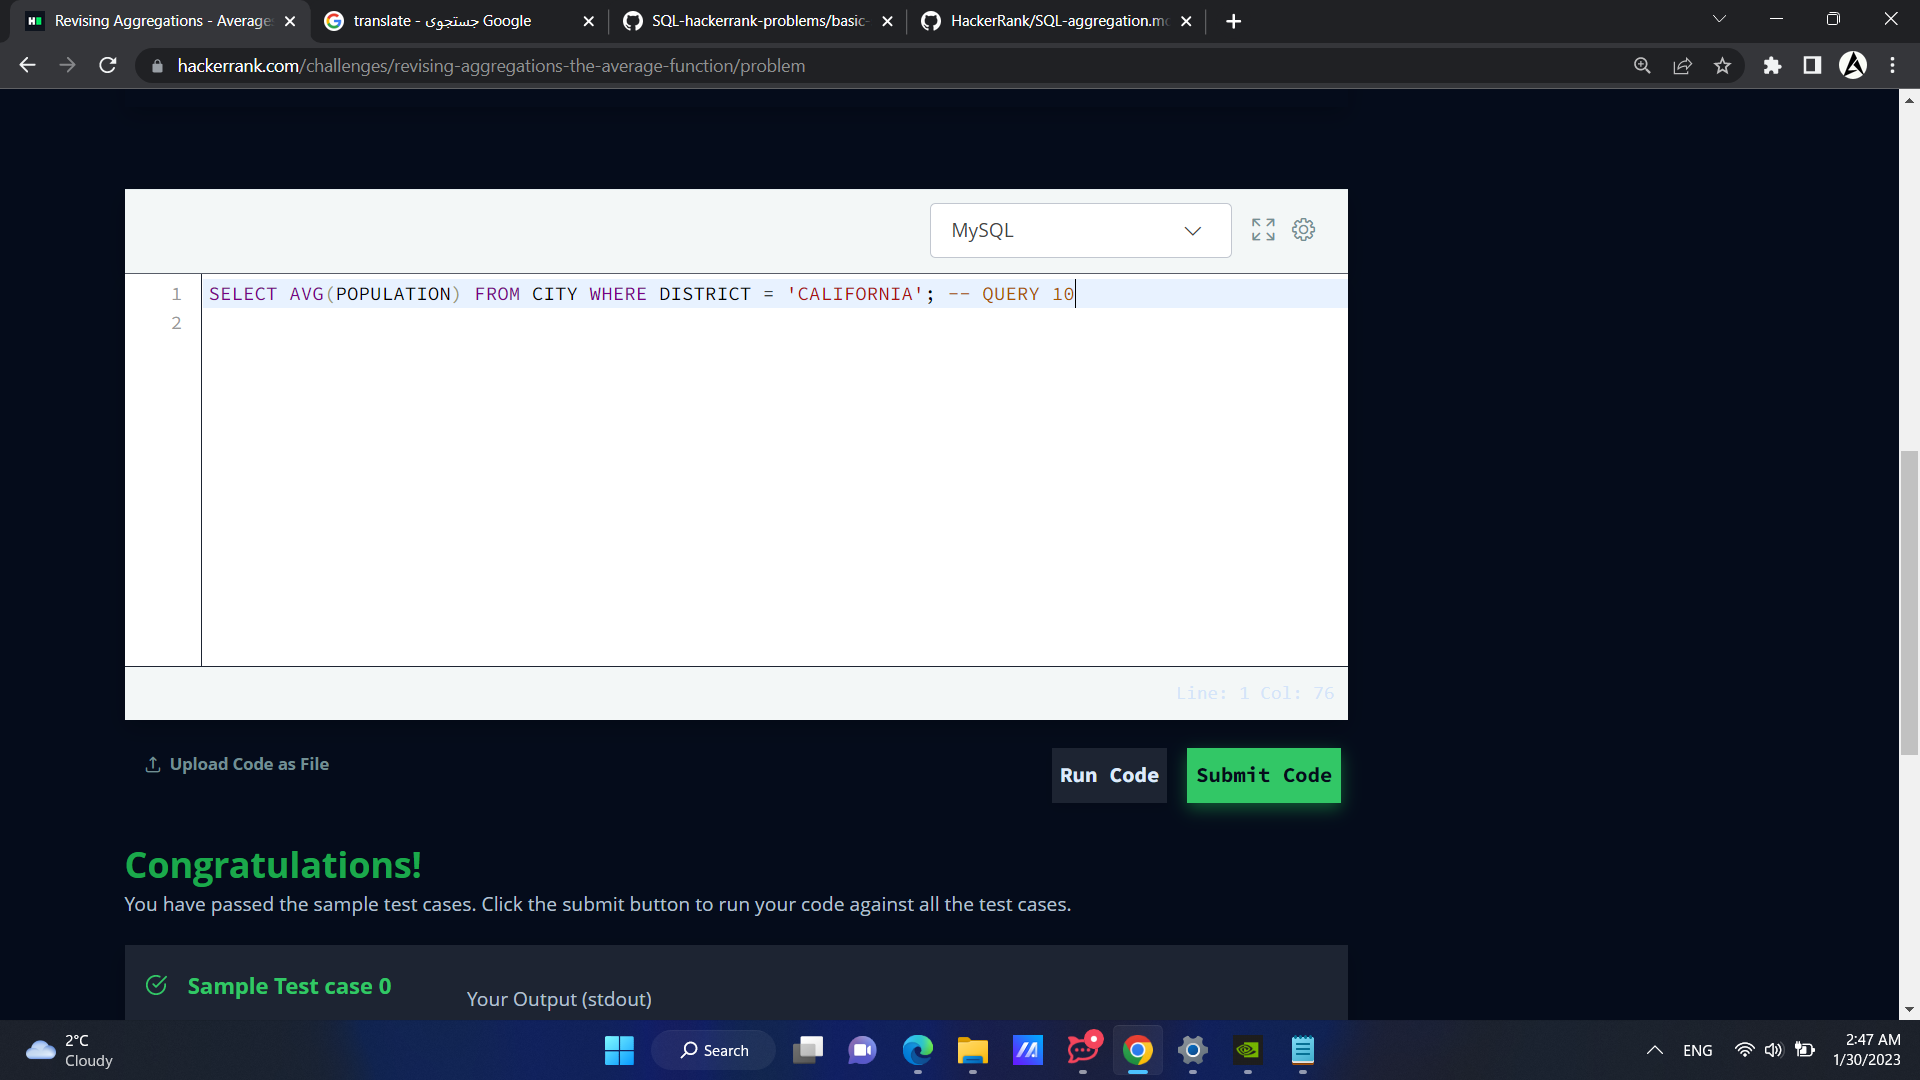 Revising Aggregations - Average
translate - جستجوی Google
SQL-hackerrank-problems/basic-
HackerRank/SQL-aggregation.md
hackerrank.com/challenges/revising-aggregations-the-average-function/problem
MySQL
1 SELECT AVG(POPULATION) FROM CITY WHERE DISTRICT = 'CALIFORNIA'; -- QUERY 10
2
Line: 1 Col: 76
Upload Code as File
Run Code
Submit Code
Congratulations!
You have passed the sample test cases. Click the submit button to run your code against all the test cases.
Sample Test case 0
Your Output (stdout)
2°C
Cloudy
Search
ENG
2:47 AM
1/30/2023